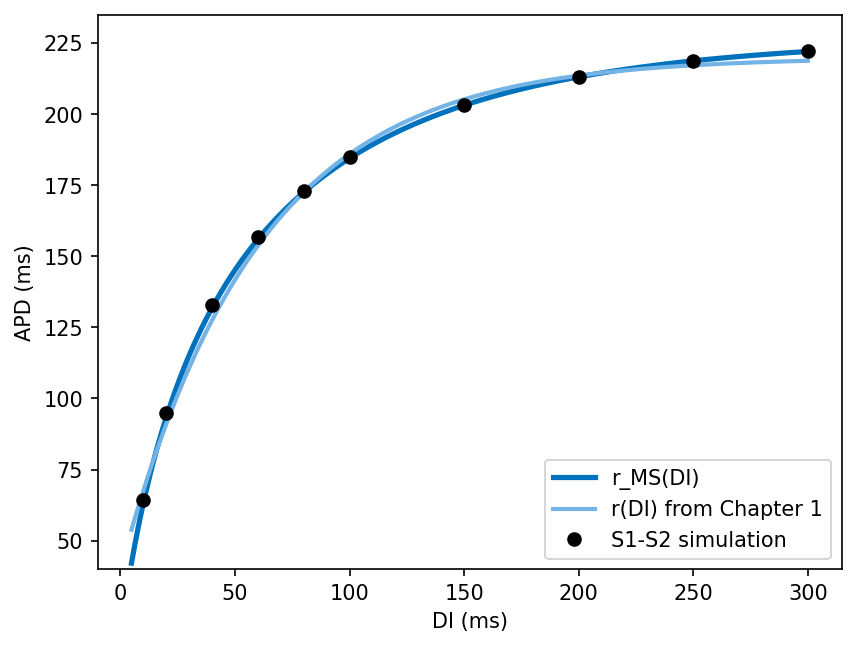 225
200
175
150
125
100
75
50
APD (ms)
r_MS(DI)
r(DI) from Chapter 1
S1-S2 simulation
0 50 100 150 200 250 300
DI (ms)